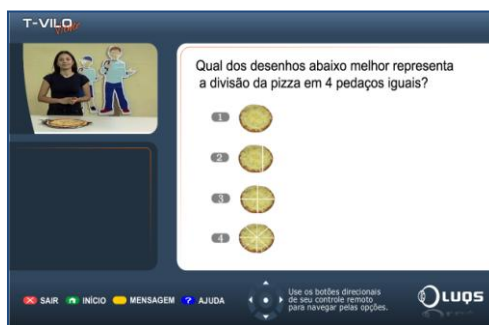 T-VILO
Qual dos desenhos abaixo melhor representa
a divisão da pizza em 4 pedaços iguais?
1
2
3
4
SAIR INÍCIO MENSAGEM ? AJUDA
Use os botões direcionais
de seu controle remoto
para navegar pelas opções.
LUQS